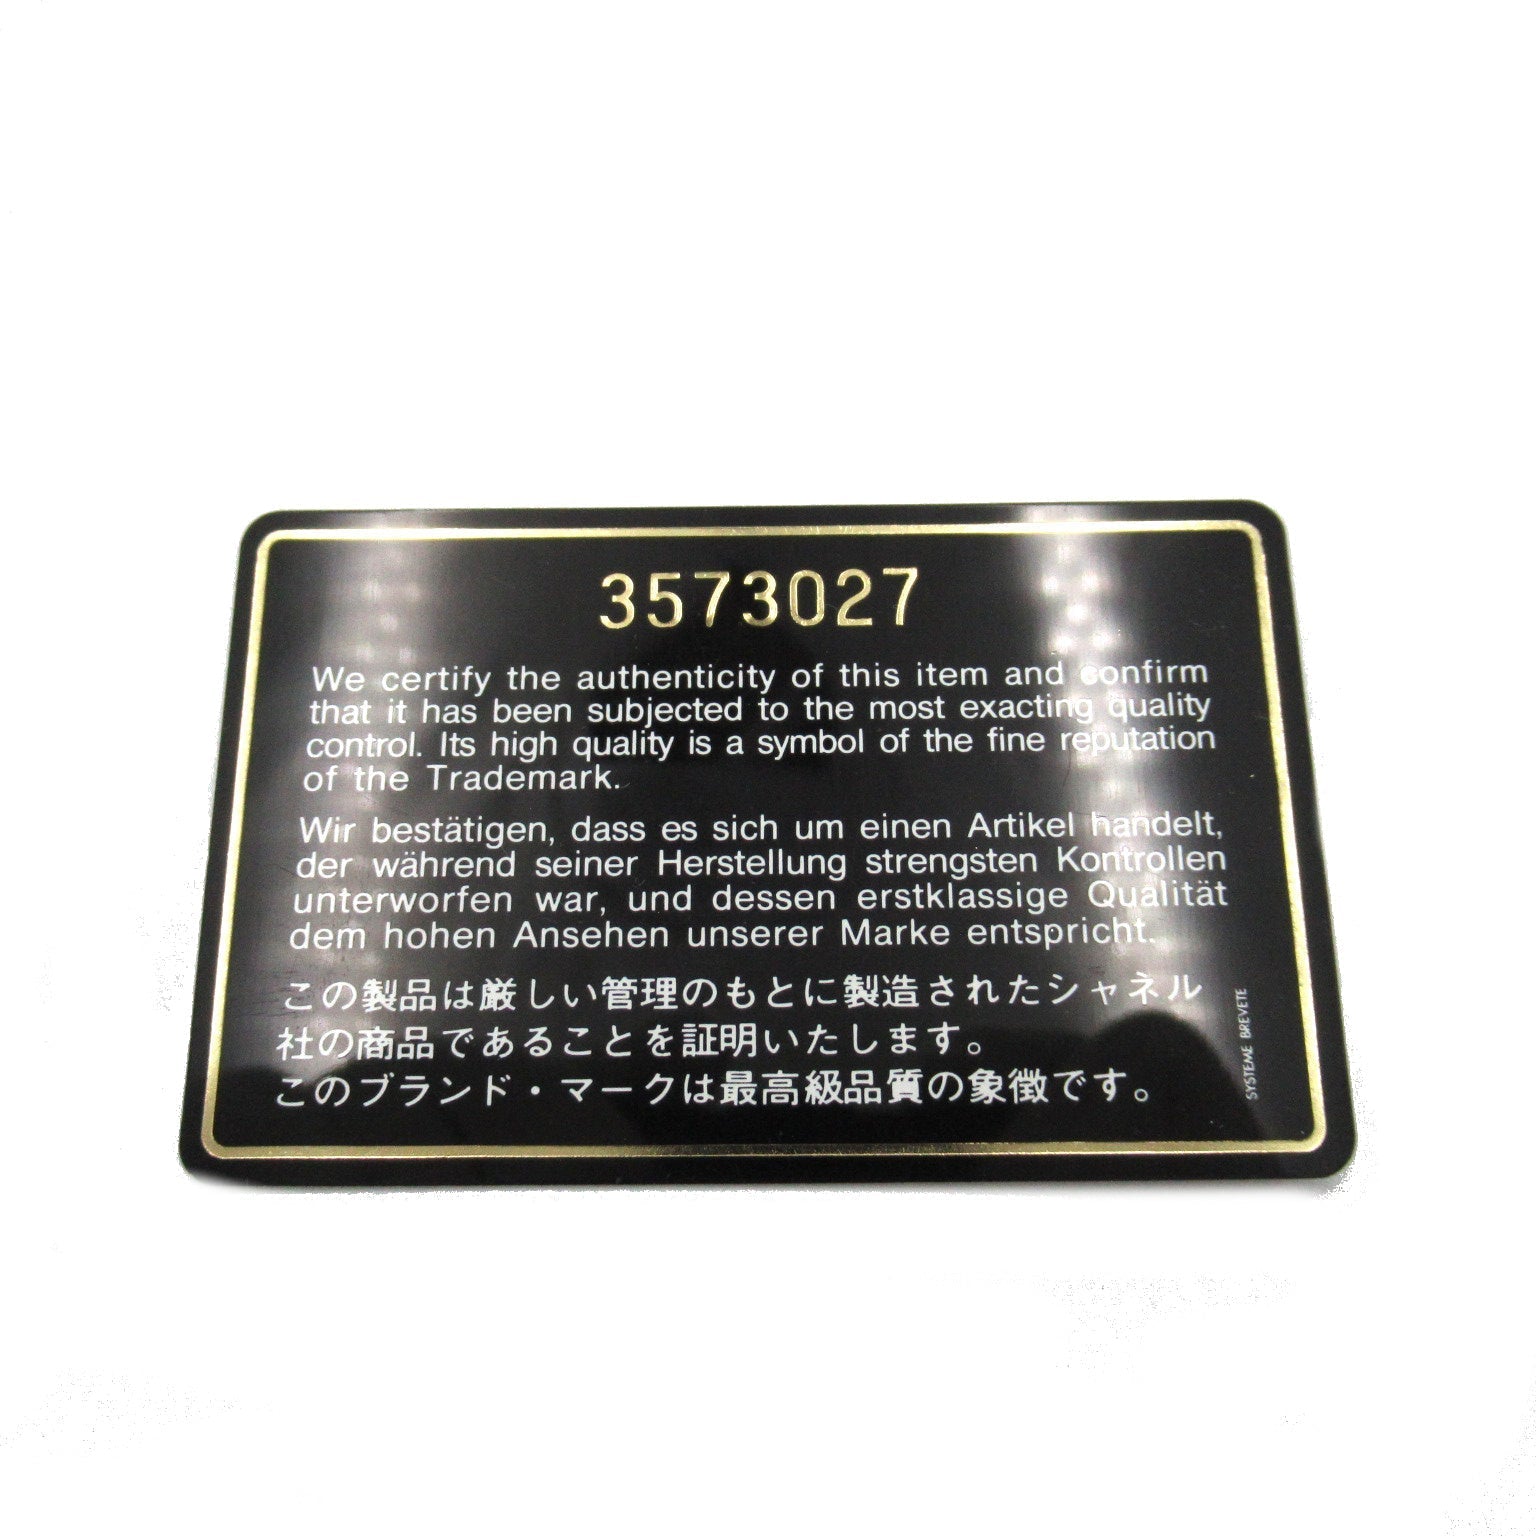 3573027
We certify the authenticity of this item and confirm
that it has been subjected to the most exacting quality
control. Its high quality is a symbol of the fine reputation
of the Trademark.
Wir bestätigen, dass es sich um einen Artikel handelt,
der während seiner Herstellung strengsten Kontrollen
unterworfen war, und dessen erstklassige Qualität
dem hohen Ansehen unserer Marke entspricht.
この製品は厳しい管理のもとに製造されたシャネル
社の商品であることを証明いたします。
このブランド・マークは最高級品質の象徴です。
SYSTEME BREVETE